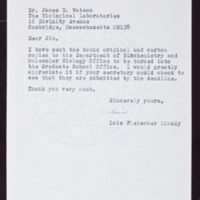 Dr. James D. Watson
The Biological Laboratories
16 Divinity Avenue
Cambridge, Massachusetts 02138
Dear Jim,
I have sent the bound original and carbon
copies to the Department of Biochemistry and
Molecular Biology Office to be turned into
the Graduate School Office. I would greatly
appreciate it if your secretary could check to
see that they are submitted by the deadline.
Thank you very much.
Sincerely yours,
Lois